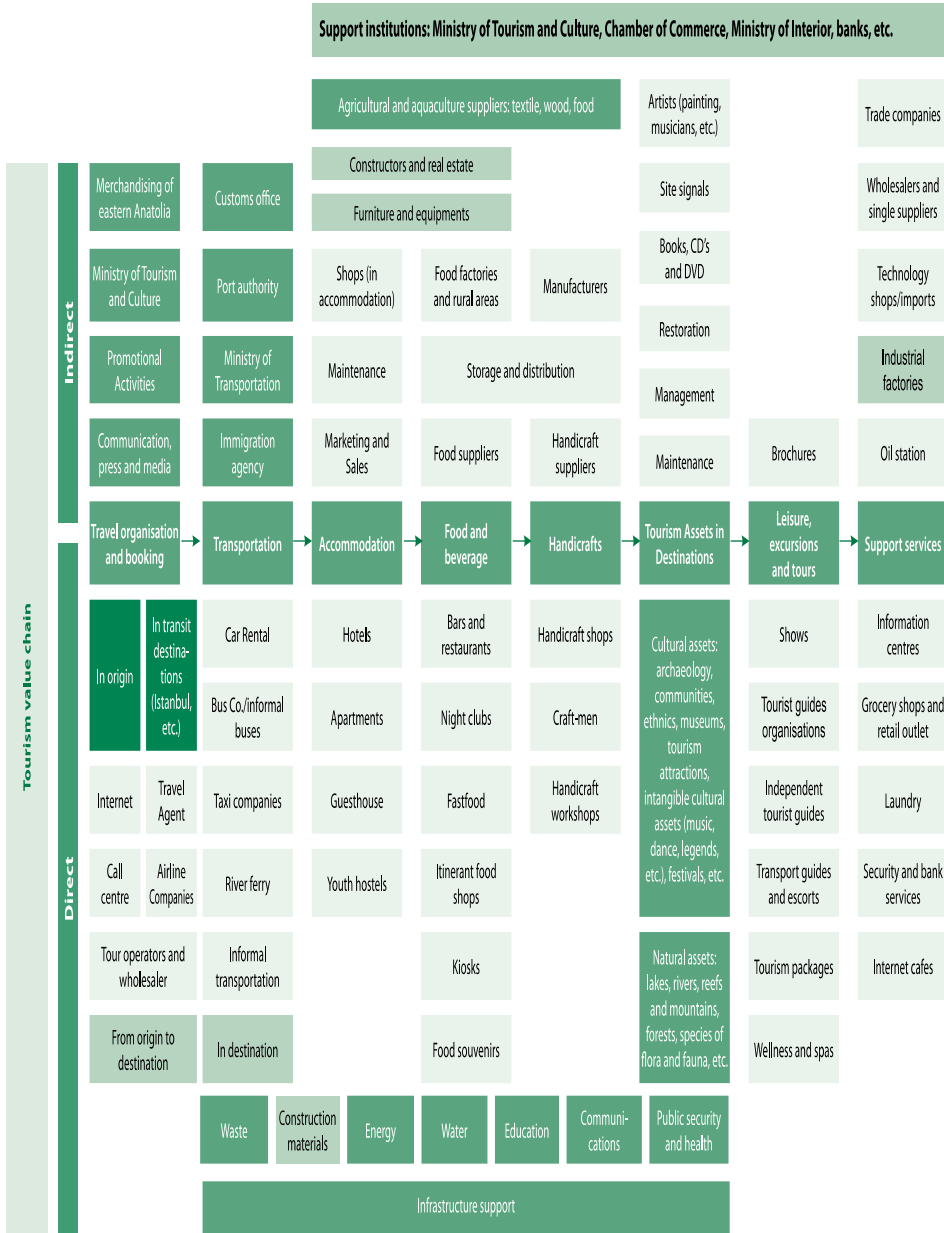 Support institutions: Ministry of Tourism and Culture, Chamber of Commerce, Ministry of Interior, banks, etc.
Agricultural and aquaculture suppliers: textile, wood, food
Artists (painting,
musicians, etc.)
Trade companies
Tourism value chain
Indirect
Merchandising of
eastern Anatolia
Customs office
Constructors and real estate
Furniture and equipments
Site signals
Wholesalers and
single suppliers
Ministry of Tourism
and Culture
Port authority
Shops (in
accommodation)
Food factories
and rural areas
Manufacturers
Books, CD's
and DVD
Technology
shops/imports
Promotional
Activities
Ministry of
Transportation
Maintenance
Storage and distribution
Restoration
Management
Industrial
factories
Communication,
press and media
Immigration
agency
Marketing and
Sales
Food suppliers
Handicraft
suppliers
Maintenance
Brochures
Oil station
Travel organisation
and booking
Transportation
Accommodation
Food and
beverage
Handicrafts
Tourism Assets in
Destinations
Leisure,
excursions
and tours
Support services
Direct
In origin
In transit
destina-
tions
(Istanbul,
etc.)
Car Rental
Hotels
Bars and
restaurants
Handicraft shops
Cultural assets:
archaeology,
communities,
ethnics, museums,
tourism
attractions,
intangible cultural
assets (music,
dance, legends,
etc.), festivals, etc.
Shows
Information
centres
Bus Co./informal
buses
Apartments
Night clubs
Craft-men
Tourist guides
organisations
Grocery shops and
retail outlet
Internet
Travel
Agent
Taxi companies
Guesthouse
Fastfood
Handicraft
workshops
Independent
tourist guides
Laundry
Call
centre
Airline
Companies
River ferry
Youth hostels
Itinerant food
shops
Transport guides
and escorts
Security and bank
services
Tour operators and
wholesaler
Informal
transportation
Kiosks
Natural assets:
lakes, rivers, reefs
and mountains,
forests, species of
flora and fauna, etc.
Tourism packages
Internet cafes
From origin to
destination
In destination
Food souvenirs
Wellness and spas
Waste
Construction
materials
Energy
Water
Education
Communi-
cations
Public security
and health
Infrastructure support